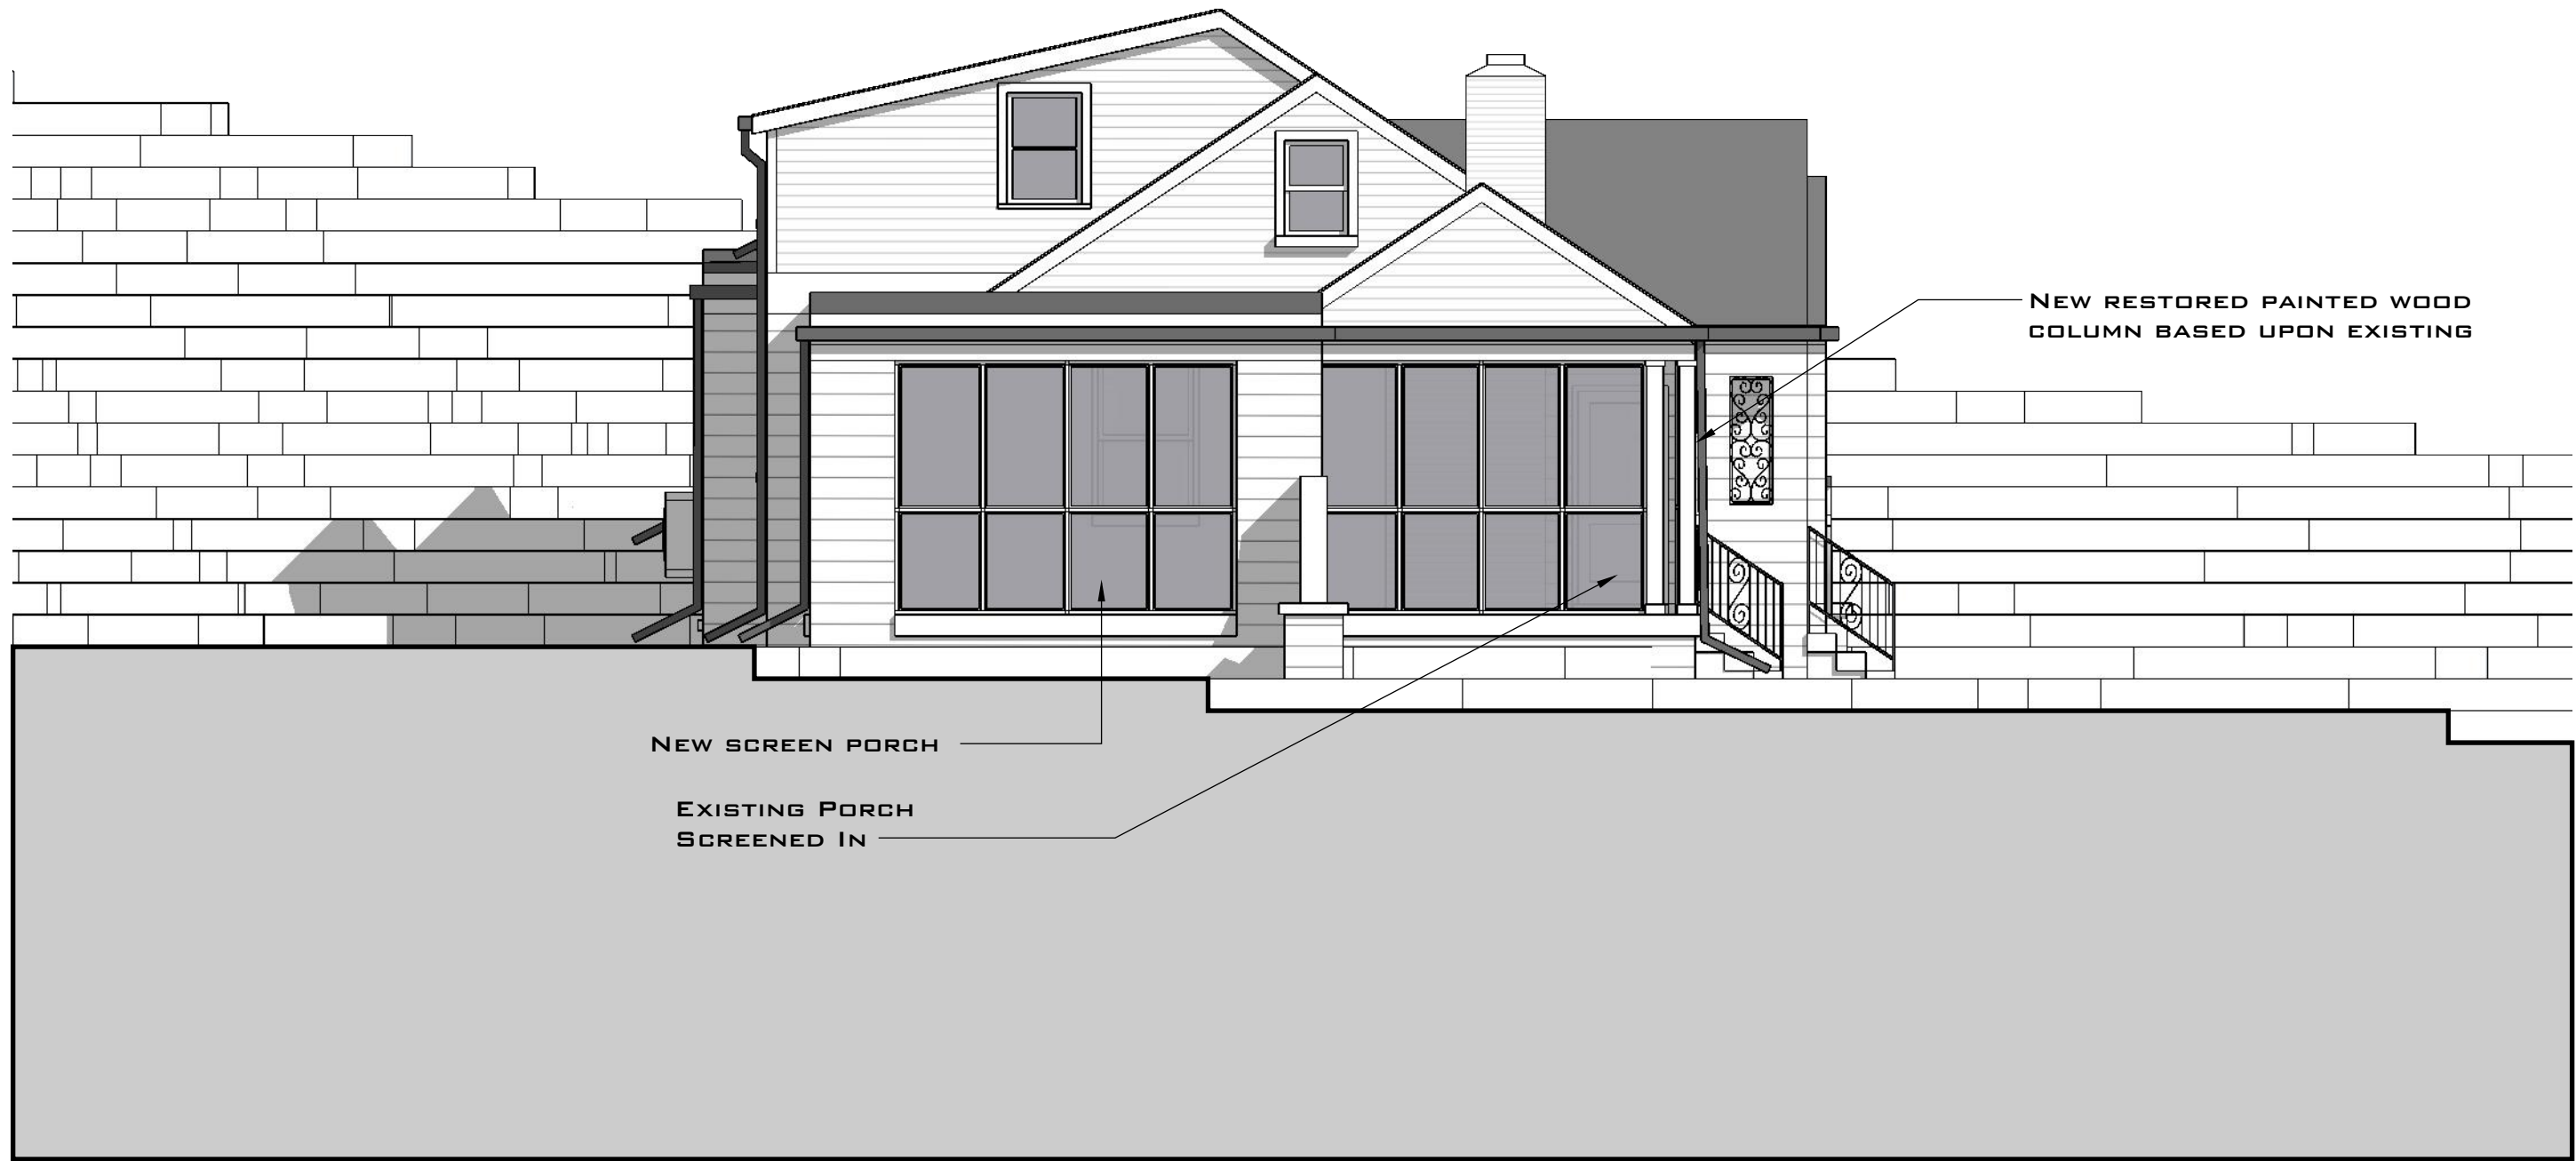 New restored painted wood
column based upon existing
New screen porch
Existing Porch
Screened In